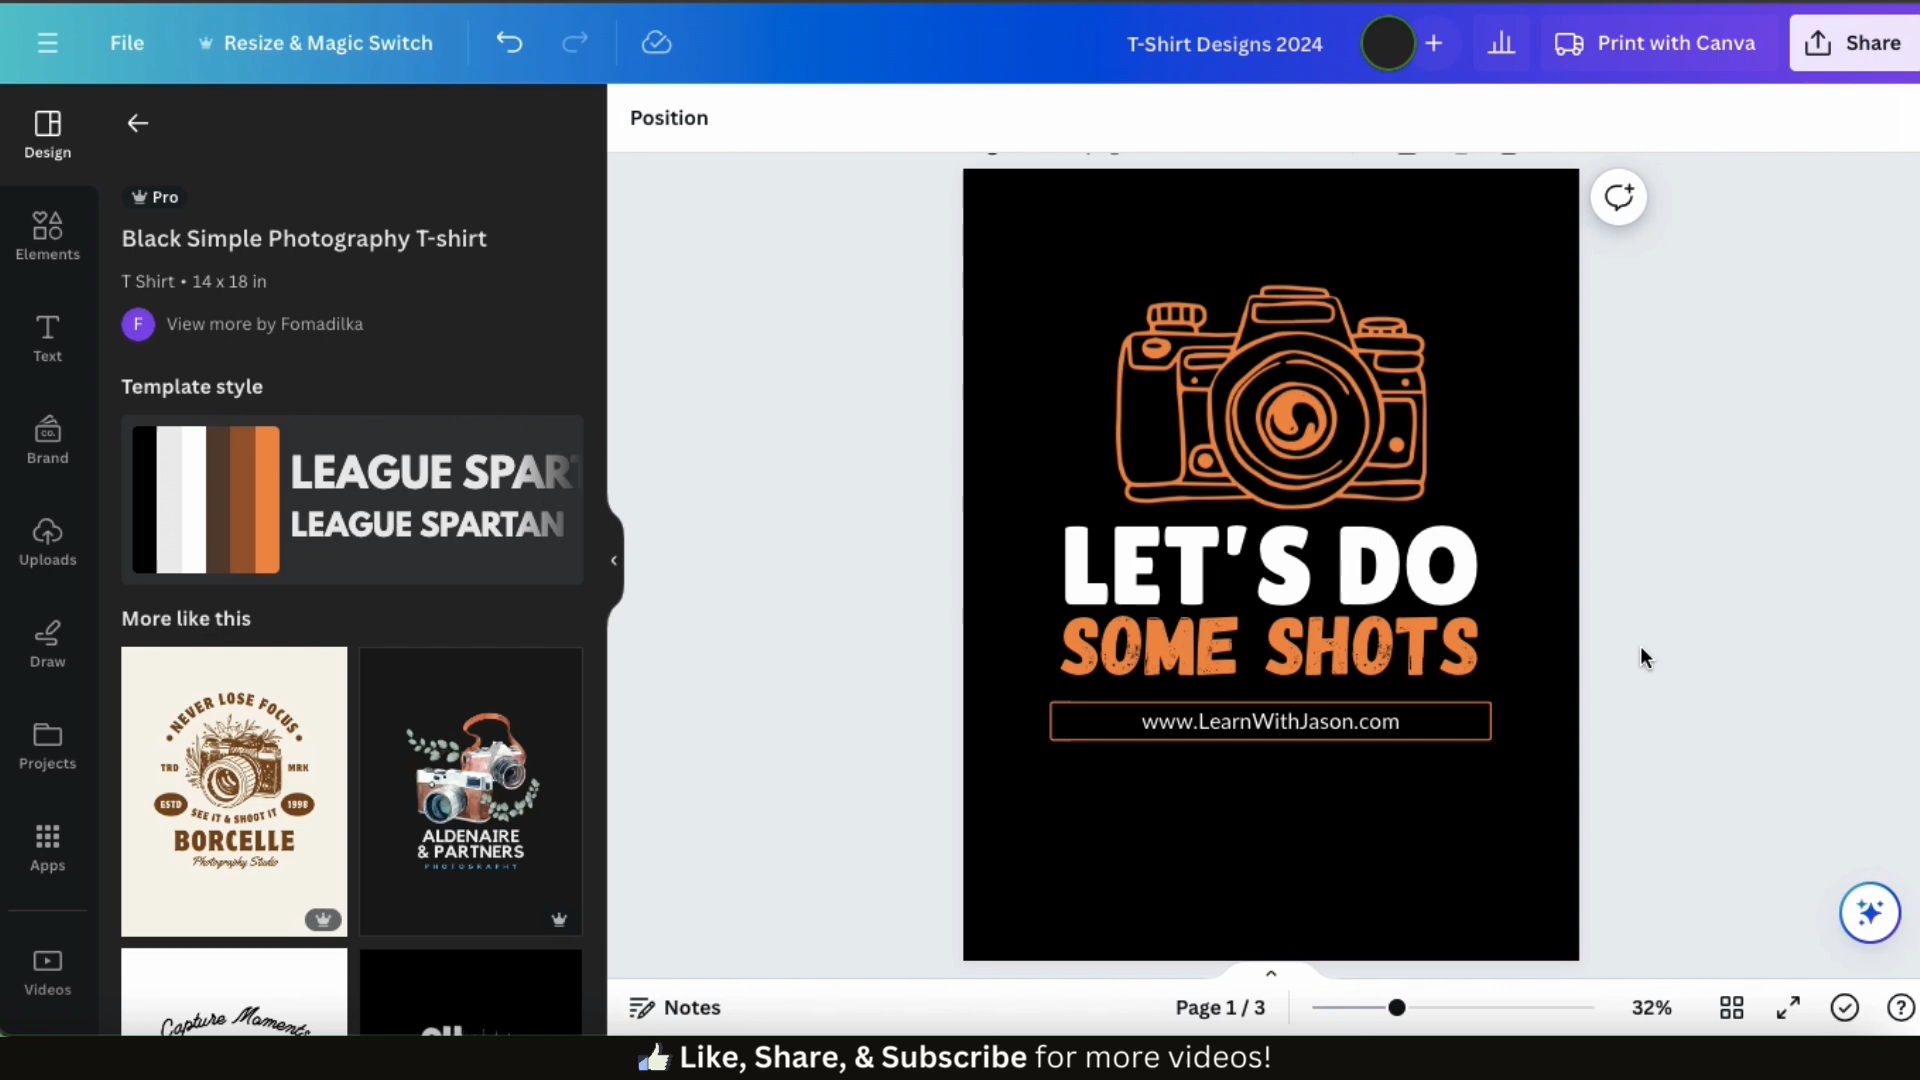 File
Resize & Magic Switch
T-Shirt Designs 2024
Print with Canva
Share
Design
Elements
Text
Brand
CO.
Uploads
Draw
Projects
Apps
Videos
Pro
Black Simple Photography T-shirt
T Shirt • 14 x 18 in
F
View more by Fomadilka
Template style
LEAGUE SPART
LEAGUE SPARTAN
More like this
NEVER LOSE FOCUS
TRD
MRK
ESTD
1998
SEE IT & SHOOT IT
BORCELLE
Photography Studio
ALDENAIRE
& PARTNERS
PHOTOGRAPHY
Capture Moments
Position
LET'S DO
SOME SHOTS
www.LearnWithJason.com
Notes
Page 1 / 3
32%
?
Like, Share, & Subscribe for more videos!